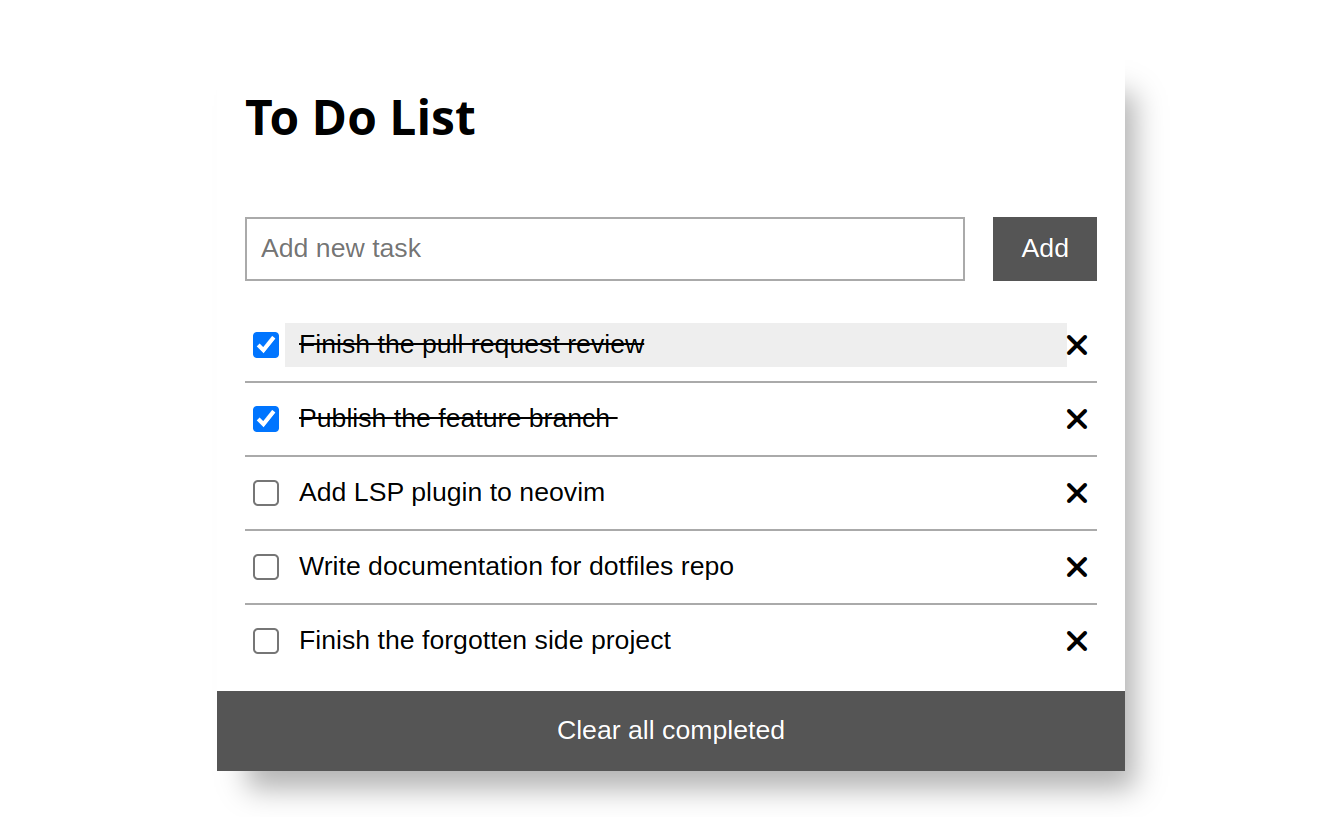 To Do List
Add new task
Add
Finish the pull request review
Publish the feature branch
Add LSP plugin to neovim
Write documentation for dotfiles repo
Finish the forgotten side project
Clear all completed